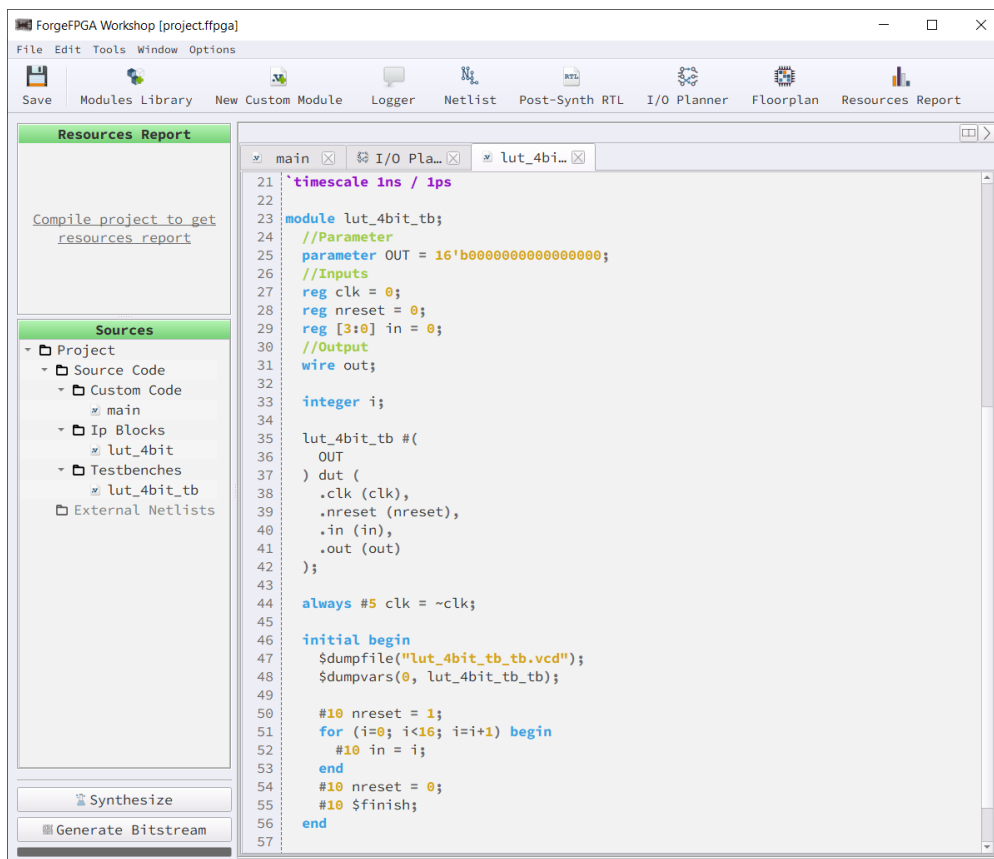 ForgeFPGA Workshop [project.ffpga]
File Edit Tools Window Options
Save Modules Library New Custom Module Logger Netlist Post-Synth RTL I/O Planner Floorplan Resources Report
Resources Report
Compile project to get
resources report
Sources
Project
Source Code
Custom Code
main
Ip Blocks
lut_4bit
Testbenches
lut_4bit_tb
External Netlists
Synthesize
Generate Bitstream
main I/O Pla… lut_4bi…
21 `timescale 1ns / 1ps
22
23 module lut_4bit_tb;
24 //Parameter
25 parameter OUT = 16'b0000000000000000;
26 //Inputs
27 reg clk = 0;
28 reg nreset = 0;
29 reg [3:0] in = 0;
30 //Output
31 wire out;
32
33 integer i;
34
35 lut_4bit_tb #(
36 OUT
37 ) dut (
38 .clk (clk),
39 .nreset (nreset),
40 .in (in),
41 .out (out)
42 );
43
44 always #5 clk = ~clk;
45
46 initial begin
47 $dumpfile("lut_4bit_tb_tb.vcd");
48 $dumpvars(0, lut_4bit_tb_tb);
49
50 #10 nreset = 1;
51 for (i=0; i<16; i=i+1) begin
52 #10 in = i;
53 end
54 #10 nreset = 0;
55 #10 $finish;
56 end
57